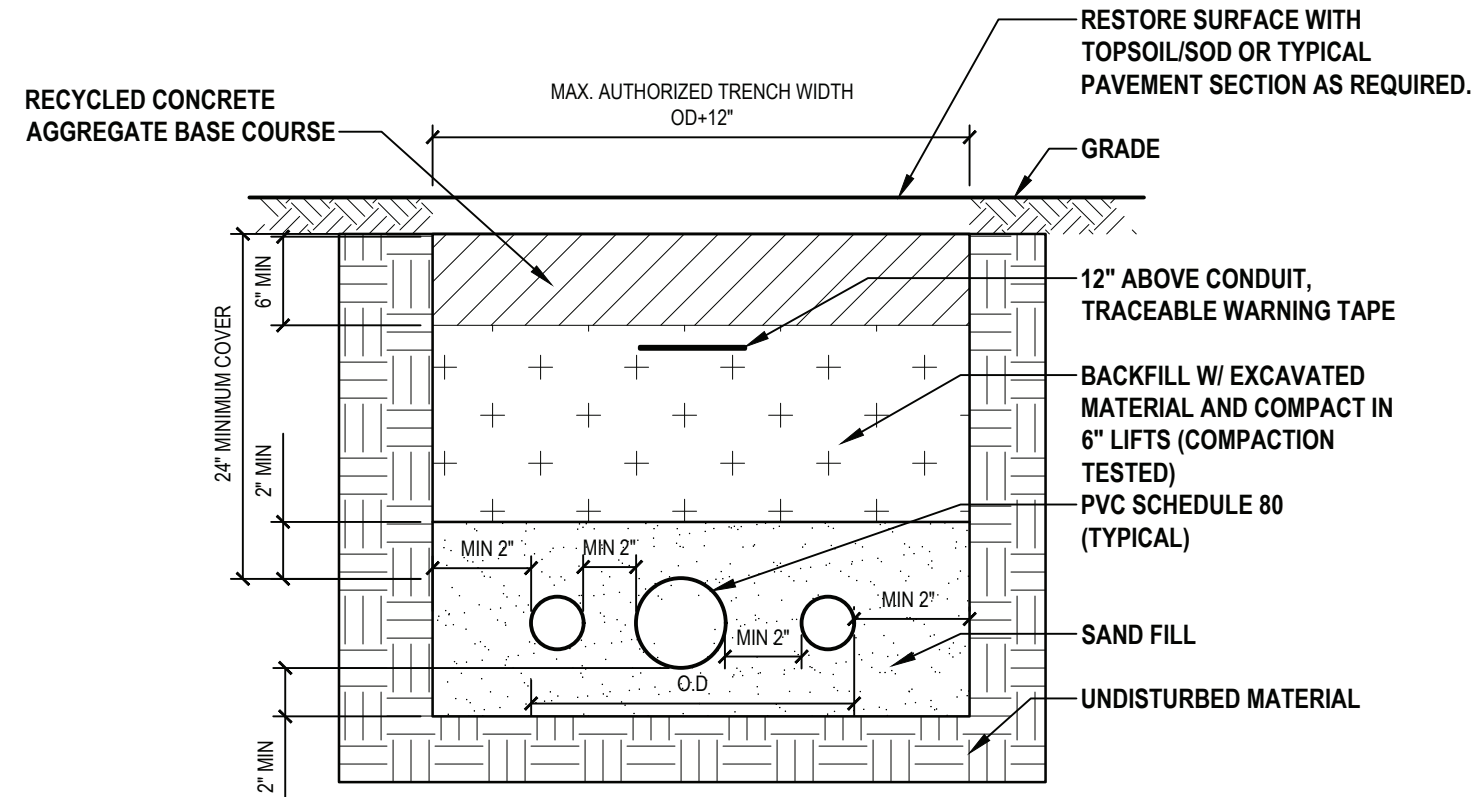 RESTORE SURFACE WITH
TOPSOIL/SOD OR TYPICAL
PAVEMENT SECTION AS REQUIRED.
RECYCLED CONCRETE
AGGREGATE BASE COURSE
MAX. AUTHORIZED TRENCH WIDTH
OD+12"
GRADE
6" MIN
24" MINIMUM COVER
12" ABOVE CONDUIT,
TRACEABLE WARNING TAPE
BACKFILL W/ EXCAVATED
MATERIAL AND COMPACT IN
6" LIFTS (COMPACTION
TESTED)
2" MIN
PVC SCHEDULE 80
(TYPICAL)
MIN 2"
MIN 2"
MIN 2"
MIN 2"
SAND FILL
O.D
UNDISTURBED MATERIAL
2" MIN